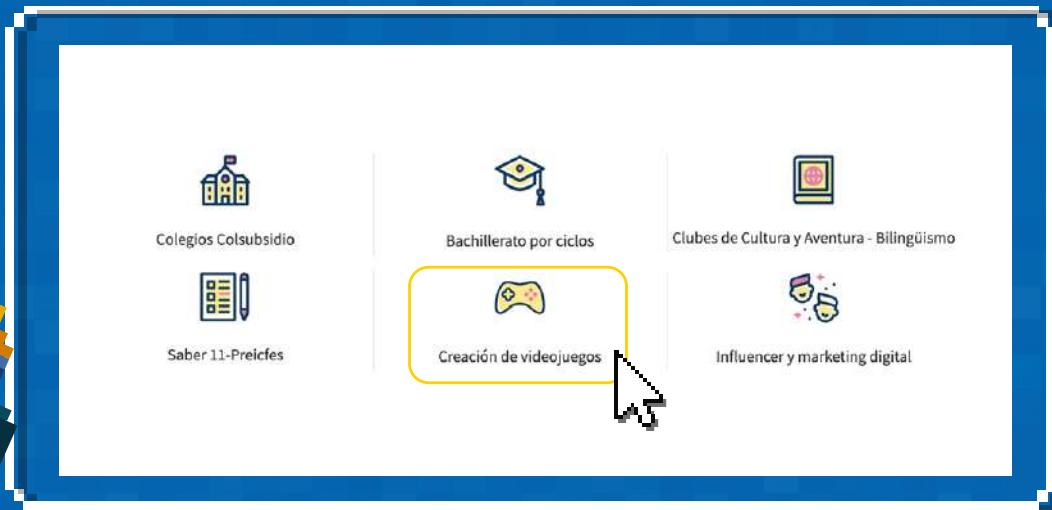 Colegios Colsubsidio
Bachillerato por ciclos
Clubes de Cultura y Aventura - Bilingüismo
Saber 11-Preicfes
Creación de videojuegos
Influencer y marketing digital